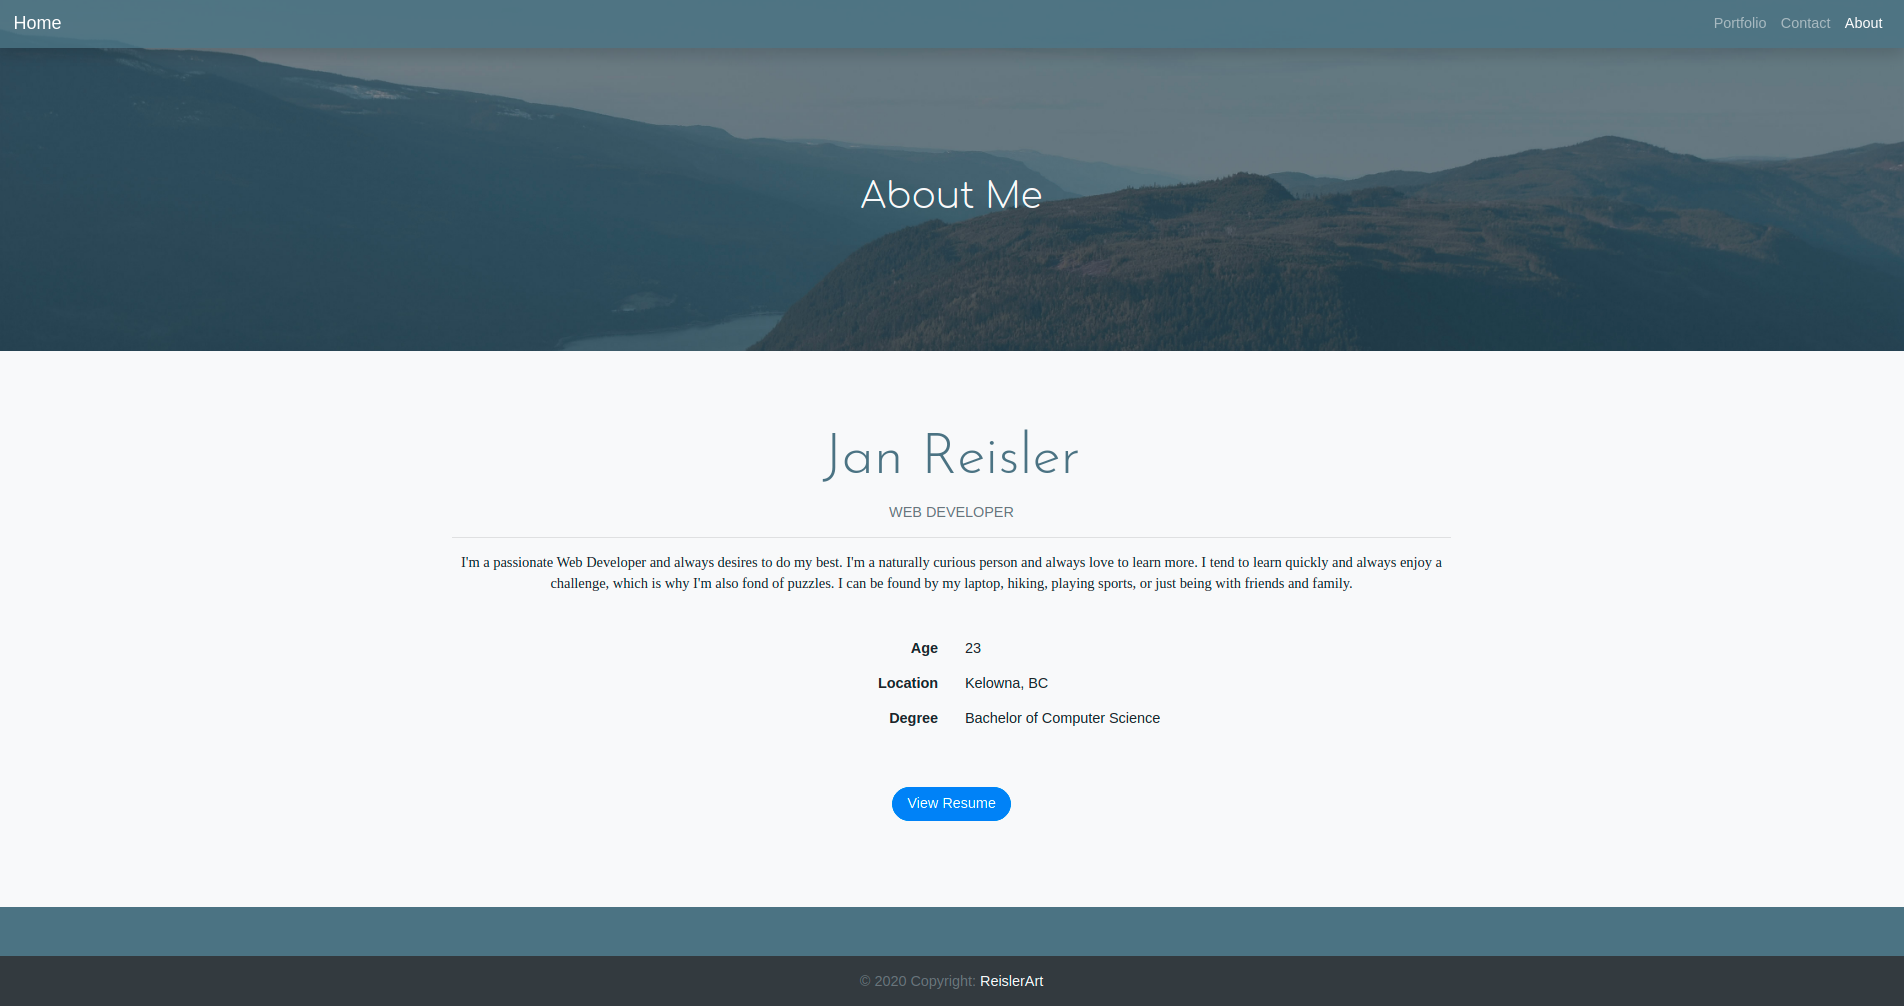 Home
Portfolio Contact About
About Me
Jan Reisler
WEB DEVELOPER
I'm a passionate Web Developer and always desires to do my best. I'm a naturally curious person and always love to learn more. I tend to learn quickly and always enjoy a
challenge, which is why I'm also fond of puzzles. I can be found by my laptop, hiking, playing sports, or just being with friends and family.
Age 23
Location Kelowna, BC
Degree Bachelor of Computer Science
View Resume
© 2020 Copyright: ReislerArt